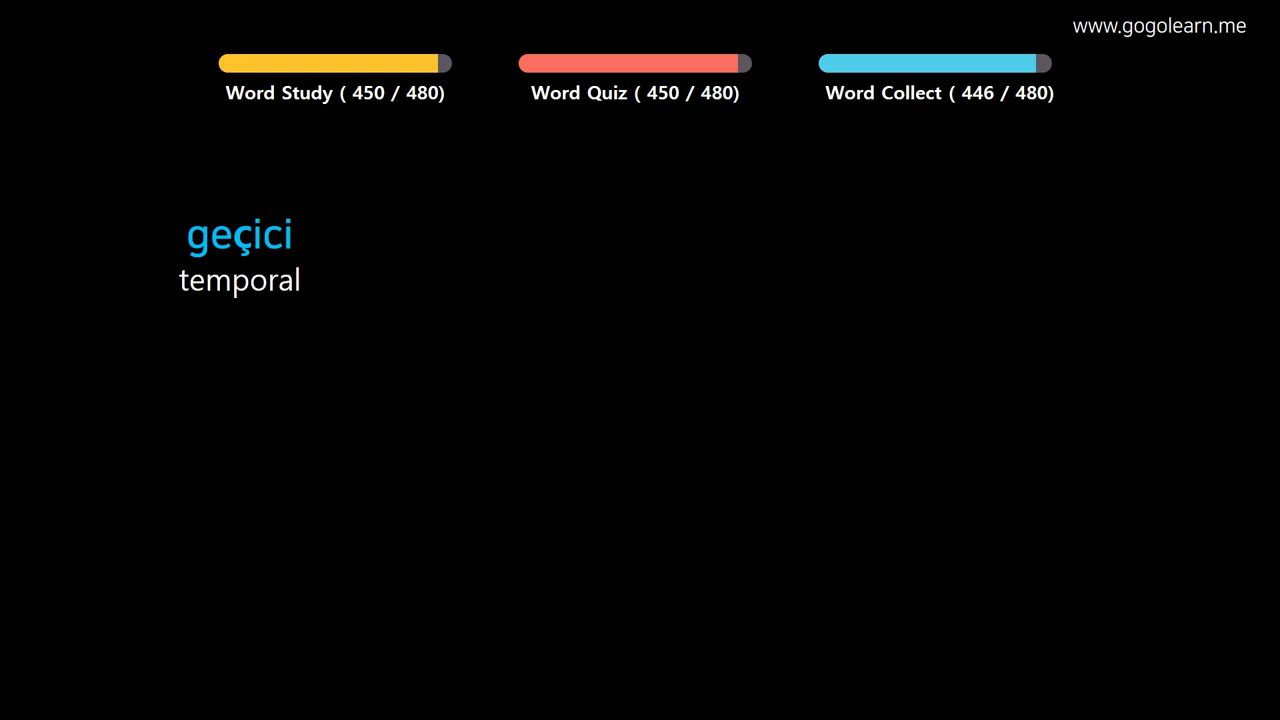 www.gogolearn.me
Word Study ( 450 / 480)
Word Quiz ( 450 / 480)
Word Collect ( 446 / 480)
geçici
temporal